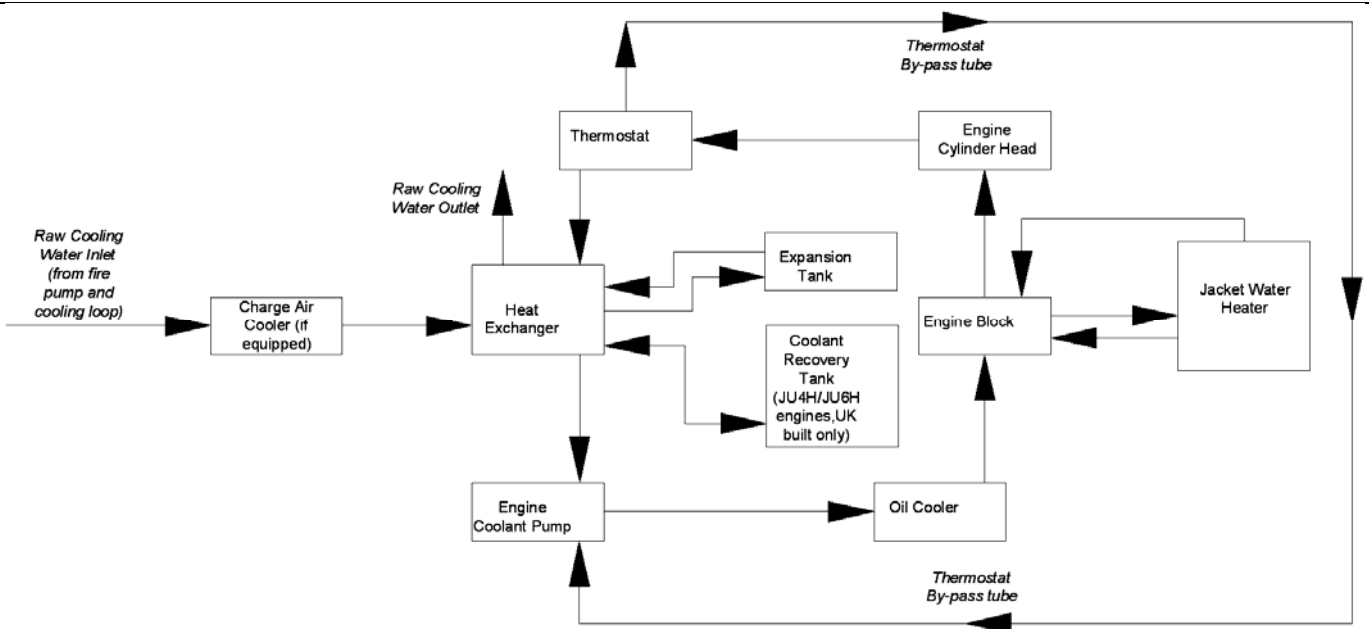 Thermostat
By-pass tube
Thermostat
Engine
Cylinder Head
Raw Cooling
Water Outlet
Raw Cooling
Water Inlet
(from fire
pump and
cooling loop)
Charge Air
Cooler (if
equipped)
Heat
Exchanger
Expansion
Tank
Coolant
Recovery
Tank
(JU4H/JU6H
engines,UK
built only)
Engine Block
Jacket Water
Heater
Engine
Coolant Pump
Oil Cooler
Thermostat
By-pass tube